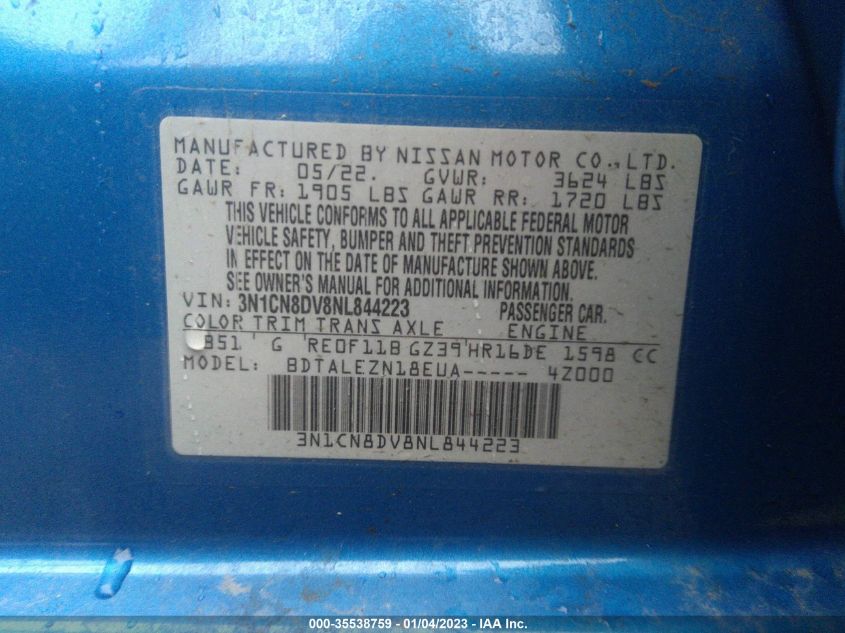 MANUFACTURED BY NISSAN MOTOR CO.,LTD.
DATE: 05/22. GVWR: 3624 LBS
GAWR FR: 1905 LBS GAWR RR: 1720 LBS
THIS VEHICLE CONFORMS TO ALL APPLICABLE FEDERAL MOTOR
VEHICLE SAFETY, BUMPER AND THEFT PREVENTION STANDARDS
IN EFFECT ON THE DATE OF MANUFACTURE SHOWN ABOVE.
SEE OWNER'S MANUAL FOR ADDITIONAL INFORMATION.
VIN: 3N1CN8DV8NL844223 PASSENGER CAR.
COLOR TRIM TRANS AXLE ENGINE
B51 G RE0F11B GZ39 HR16DE 1598 CC
MODEL: BDTALEZN18EUA----- 4Z000
3N1CN8DV8NL844223
000-35538759 - 01/04/2023 - IAA Inc.